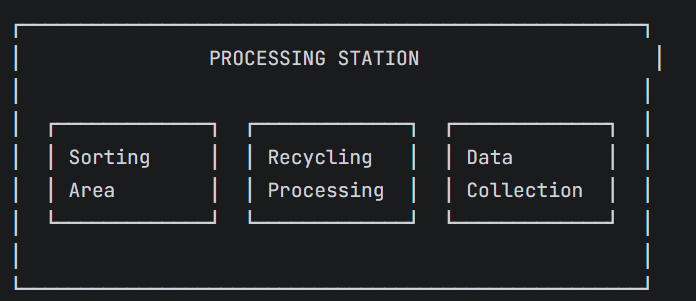 PROCESSING STATION
Sorting Recycling Data
Area Processing Collection